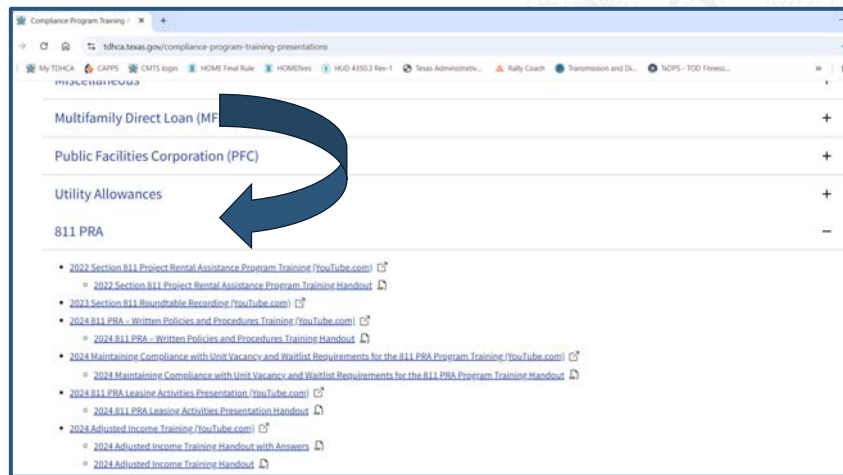 Compliance Program Training /
tdhca.texas.gov/compliance-program-training-presentations
My TDHCA CAPPS CMTS login HOME Final Rule HOMEfires HUD 4350.3 Rev-1 Texas Administrativ... Rally Coach Transmission and Di... TxDPS - TOD Fitness...
Miscellaneous
Multifamily Direct Loan (MF
Public Facilities Corporation (PFC)
Utility Allowances
811 PRA
2022 Section 811 Project Rental Assistance Program Training (YouTube.com)
2022 Section 811 Project Rental Assistance Program Training Handout
2023 Section 811 Roundtable Recording (YouTube.com)
2024 811 PRA – Written Policies and Procedures Training (YouTube.com)
2024 811 PRA – Written Policies and Procedures Training Handout
2024 Maintaining Compliance with Unit Vacancy and Waitlist Requirements for the 811 PRA Program Training (YouTube.com)
2024 Maintaining Compliance with Unit Vacancy and Waitlist Requirements for the 811 PRA Program Training Handout
2024 811 PRA Leasing Activities Presentation (YouTube.com)
2024 811 PRA Leasing Activities Presentation Handout
2024 Adjusted Income Training (YouTube.com)
2024 Adjusted Income Training Handout with Answers
2024 Adjusted Income Training Handout